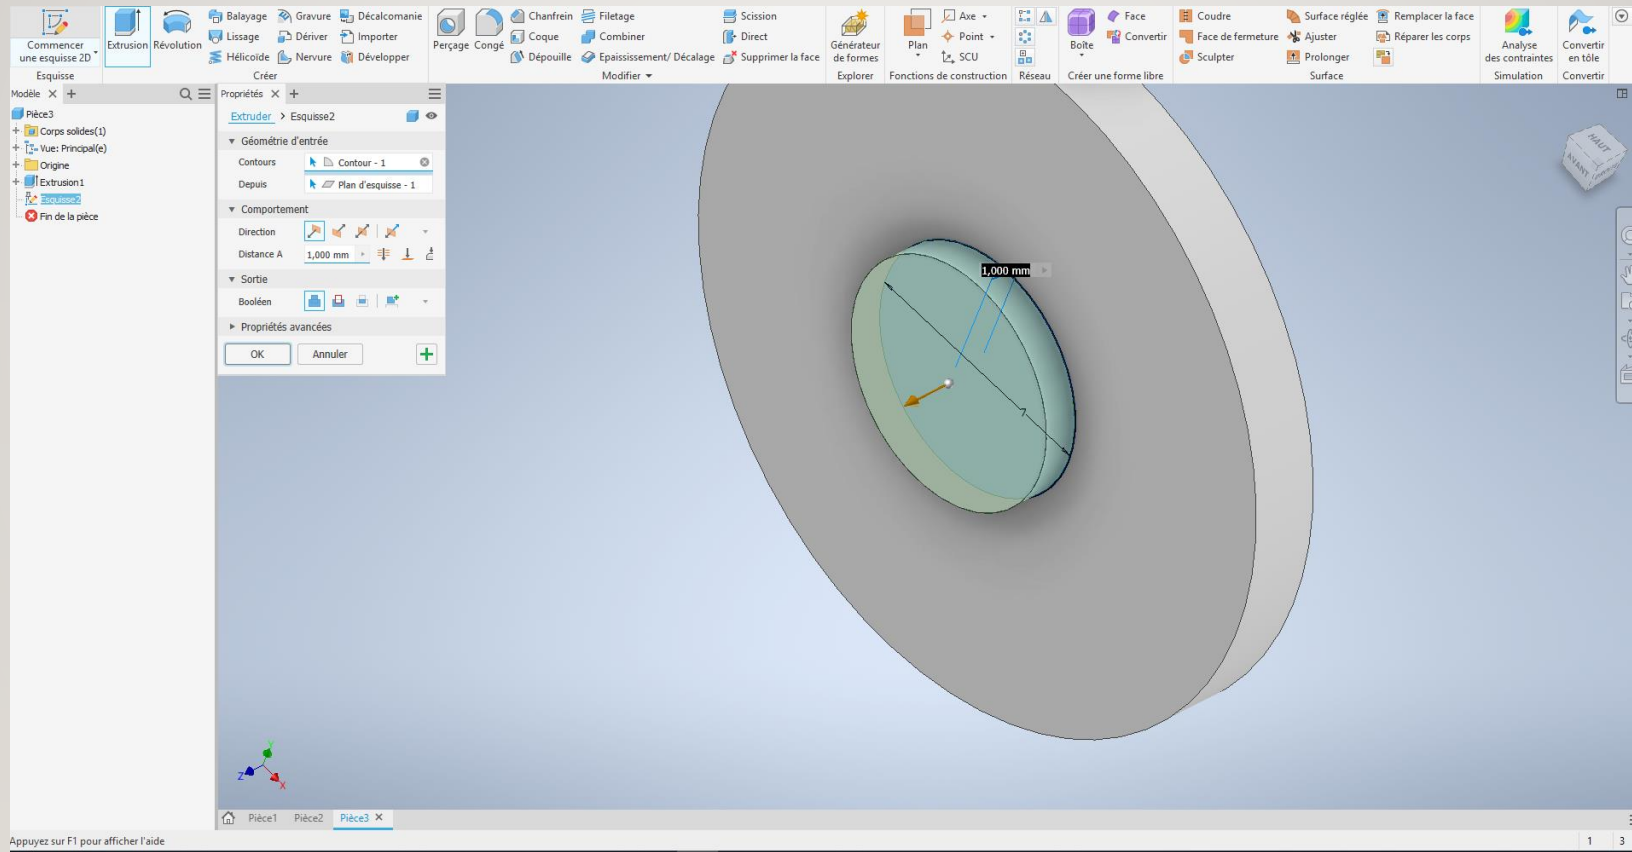 Commencer
une esquisse 2D
Extrusion
Révolution
Balayage
Gravure
Décalcomanie
Lissage
Dériver
Importer
Hélicoïde
Nervure
Développer
Perçage
Congé
Chanfrein
Filetage
Scission
Coque
Combiner
Direct
Dépouille
Epaississement/ Décalage
Supprimer la face
Générateur
de formes
Plan
Axe
Point
SCU
Boîte
Face
Convertir
Coudre
Surface réglée
Remplacer la face
Face de fermeture
Ajuster
Réparer les corps
Sculpter
Prolonger
Analyse
des contraintes
Convertir
en tôle
Esquisse
Créer
Modifier
Explorer
Fonctions de construction
Réseau
Créer une forme libre
Surface
Simulation
Convertir
Modèle
Pièce3
Corps solides(1)
Vue: Principal(e)
Origine
Extrusion1
Esquisse2
Fin de la pièce
Propriétés
Extruder > Esquisse2
Géométrie d'entrée
Contours Contour - 1
Depuis Plan d'esquisse - 1
Comportement
Direction
Distance A 1,000 mm
Sortie
Booléen
Propriétés avancées
OK Annuler
1,000 mm
7
HAUT
AVANT
Y
Z
X
Pièce1 Pièce2 Pièce3
Appuyez sur F1 pour afficher l'aide
1 3